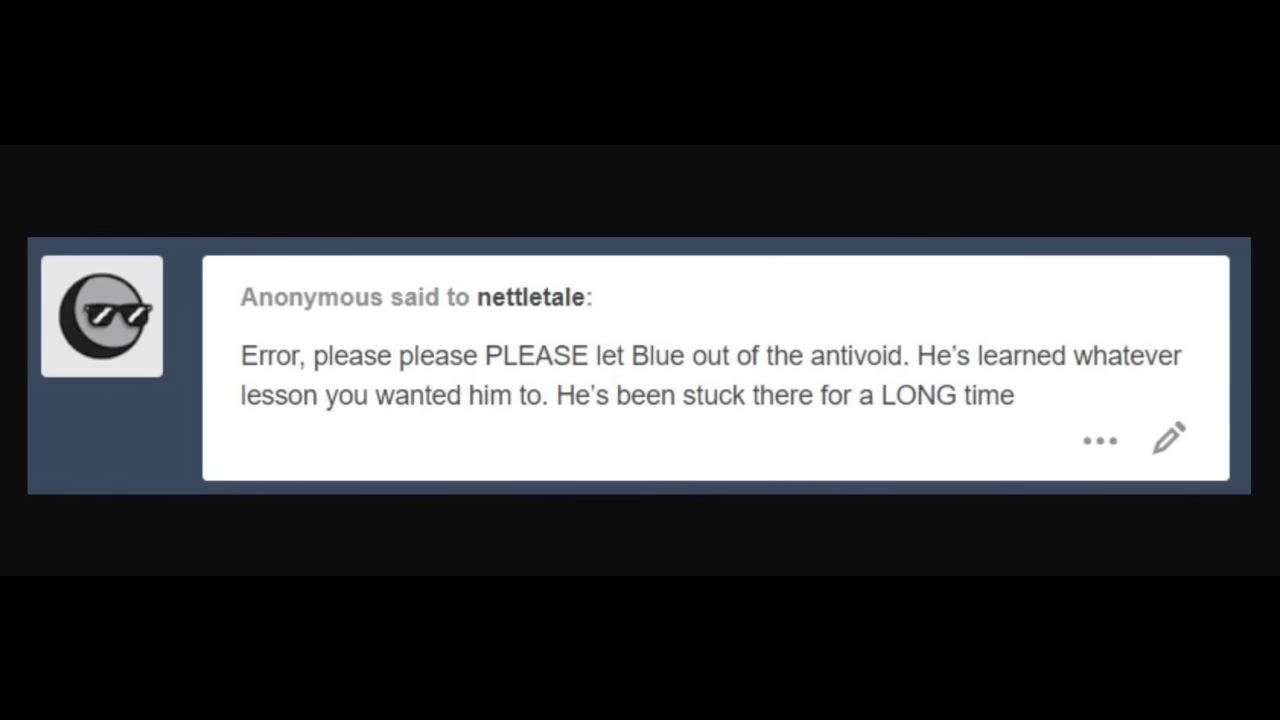 Anonymous said to nettletale:
Error, please please PLEASE let Blue out of the antivoid. He’s learned whatever
lesson you wanted him to. He’s been stuck there for a LONG time